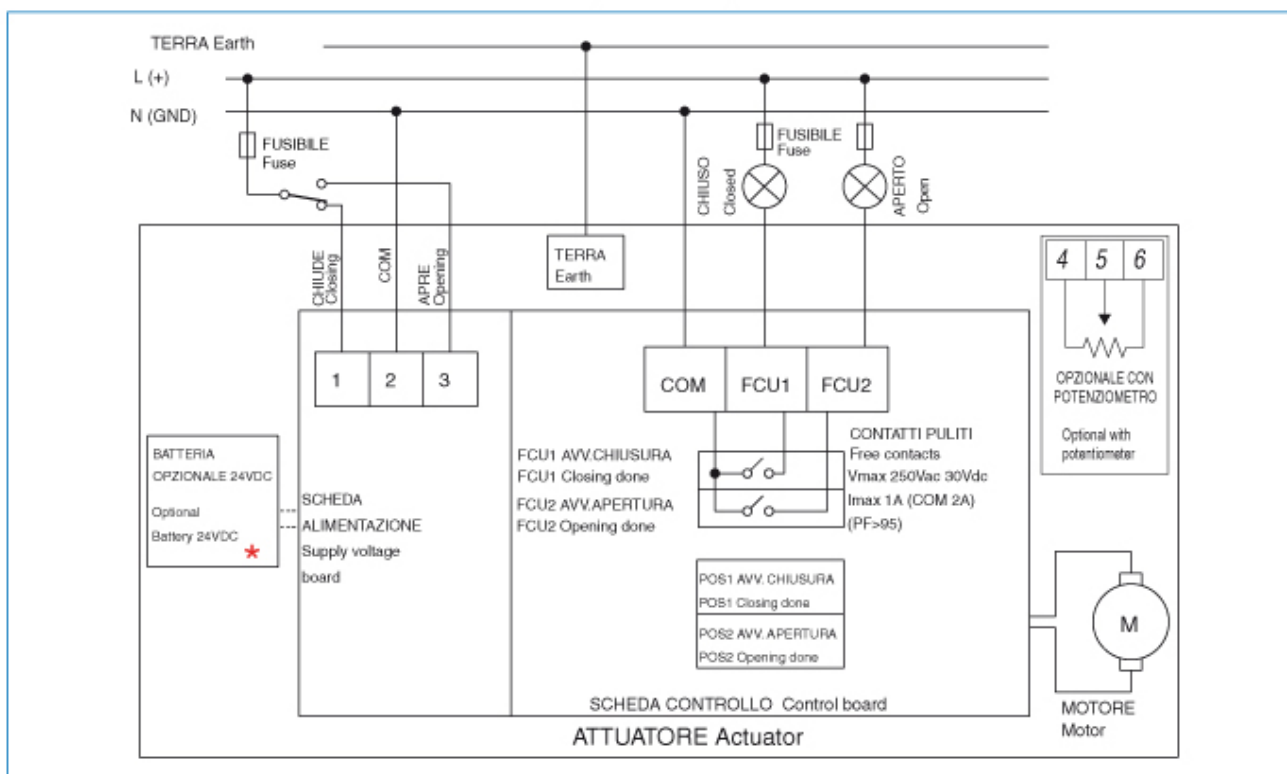 TERRA Earth
L (+)
N (GND)
FUSIBILE
Fuse
FUSIBILE
Fuse
CHIUSO
Closed
APERTO
Open
CHIUDE
Closing
COM
APRE
Opening
TERRA
Earth
4 5 6
OPZIONALE CON
POTENZIOMETRO
Optional with
potentiometer
1 2 3
COM FCU1 FCU2
BATTERIA
OPZIONALE 24VDC
Optional
Battery 24VDC *
SCHEDA
ALIMENTAZIONE
Supply voltage
board
FCU1 AVV.CHIUSURA
FCU1 Closing done
FCU2 AVV.APERTURA
FCU2 Opening done
CONTATTI PULITI
Free contacts
Vmax 250Vac 30Vdc
Imax 1A (COM 2A)
(PF>95)
POS1 AVV. CHIUSURA
POS1 Closing done
POS2 AVV. APERTURA
POS2 Opening done
M
MOTORE
Motor
SCHEDA CONTROLLO Control board
ATTUATORE Actuator